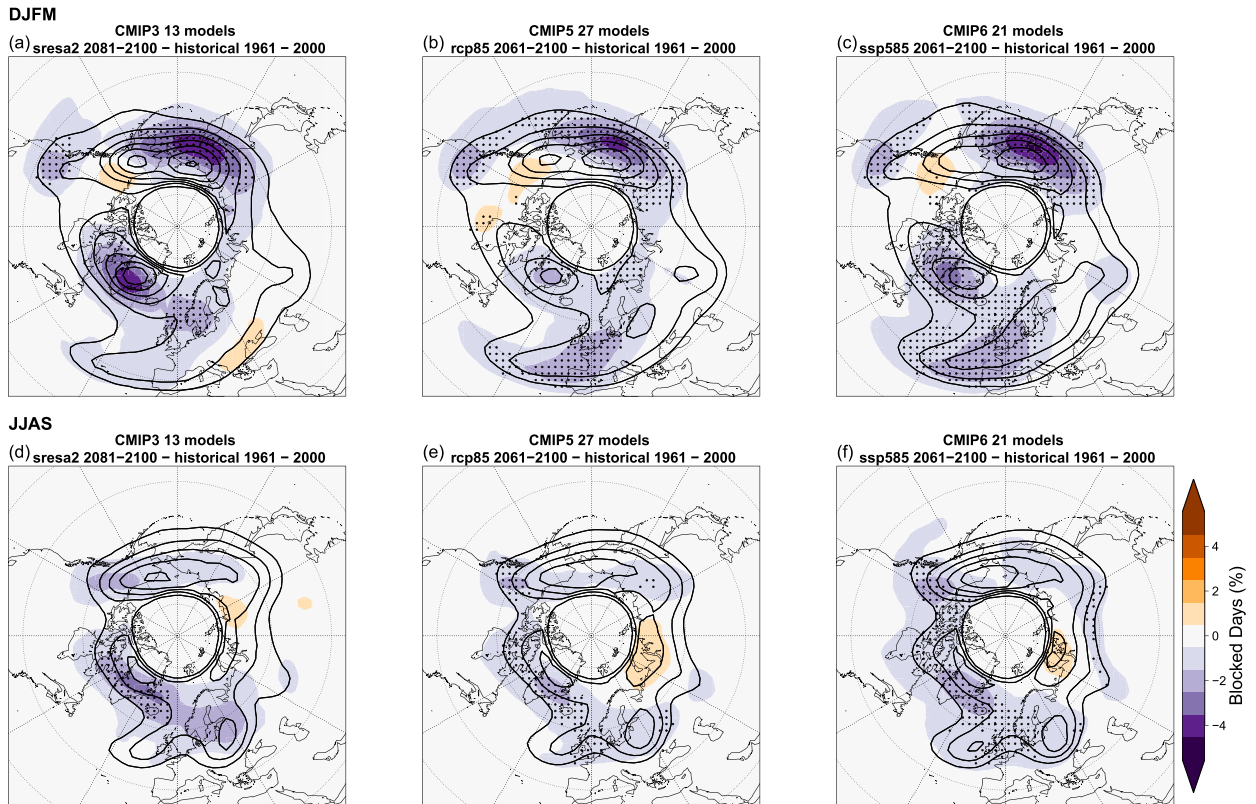 DJFM
CMIP3 13 models
(a) sresa2 2081−2100 − historical 1961 − 2000
CMIP5 27 models
(b) rcp85 2061−2100 − historical 1961 − 2000
CMIP6 21 models
(c) ssp585 2061−2100 − historical 1961 − 2000
JJAS
CMIP3 13 models
(d) sresa2 2081−2100 − historical 1961 − 2000
CMIP5 27 models
(e) rcp85 2061−2100 − historical 1961 − 2000
CMIP6 21 models
(f) ssp585 2061−2100 − historical 1961 − 2000
4
2
0
−2
−4
Blocked Days (%)